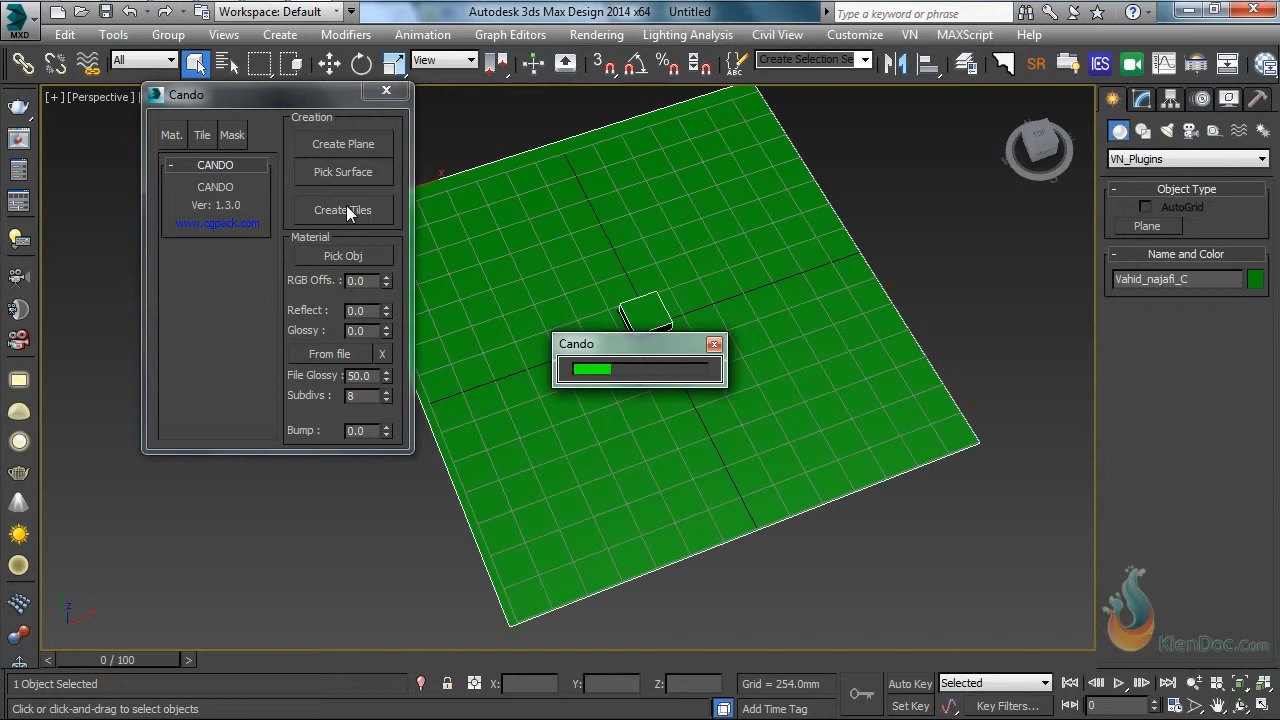 MXD
Workspace: Default
Autodesk 3ds Max Design 2014 x64 Untitled
Type a keyword or phrase
Edit Tools Group Views Create Modifiers Animation Graph Editors Rendering Lighting Analysis Civil View Customize VN MAXScript Help
All
View
3
Create Selection Se
SR
IES
[+] [Perspective]
Cando
Mat. Tile Mask
- CANDO
CANDO
Ver: 1.3.0
www.cgpack.com
Creation
Create Plane
Pick Surface
Create Tiles
Material
Pick Obj
RGB Offs. : 0.0
Reflect : 0.0
Glossy : 0.0
From file X
File Glossy : 50.0
Subdivs : 8
Bump : 0.0
Cando
x
TOP
VN_Plugins
- Object Type
AutoGrid
Plane
- Name and Color
Vahid_najafi_C
z
x
KienDoc.com
< 0 / 100 >
1 Object Selected
X:
Y:
Z:
Grid = 254.0mm
Auto Key
Selected
Click or click-and-drag to select objects
Add Time Tag
Set Key
Key Filters...
0